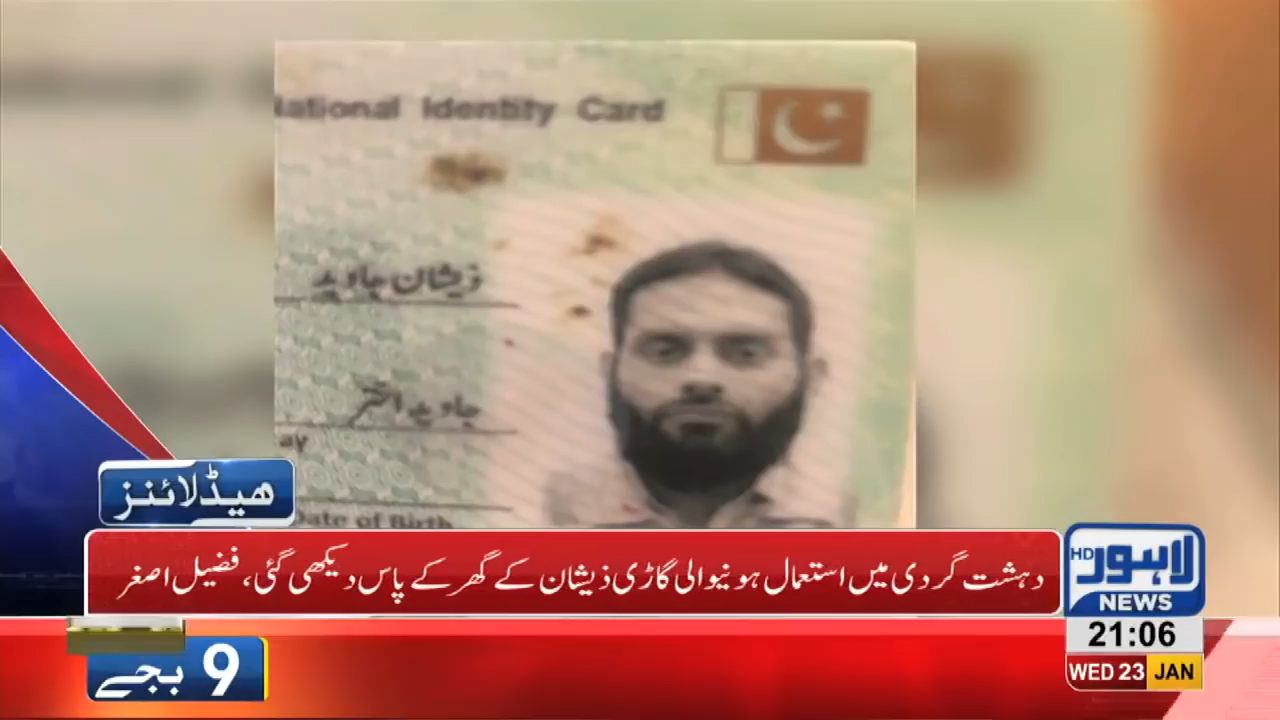 National Identity Card
ذیشان جاوید
جاوید اختر
ay
Date of Birth
ھیڈلائنز
دہشت گردی میں استعمال ہونیوالی گاڑی ذیشان کے گھر کے پاس دیکھی گئی، فضیل اصغر
HD لاہور
NEWS
21:06
WED 23 JAN
9 بجے